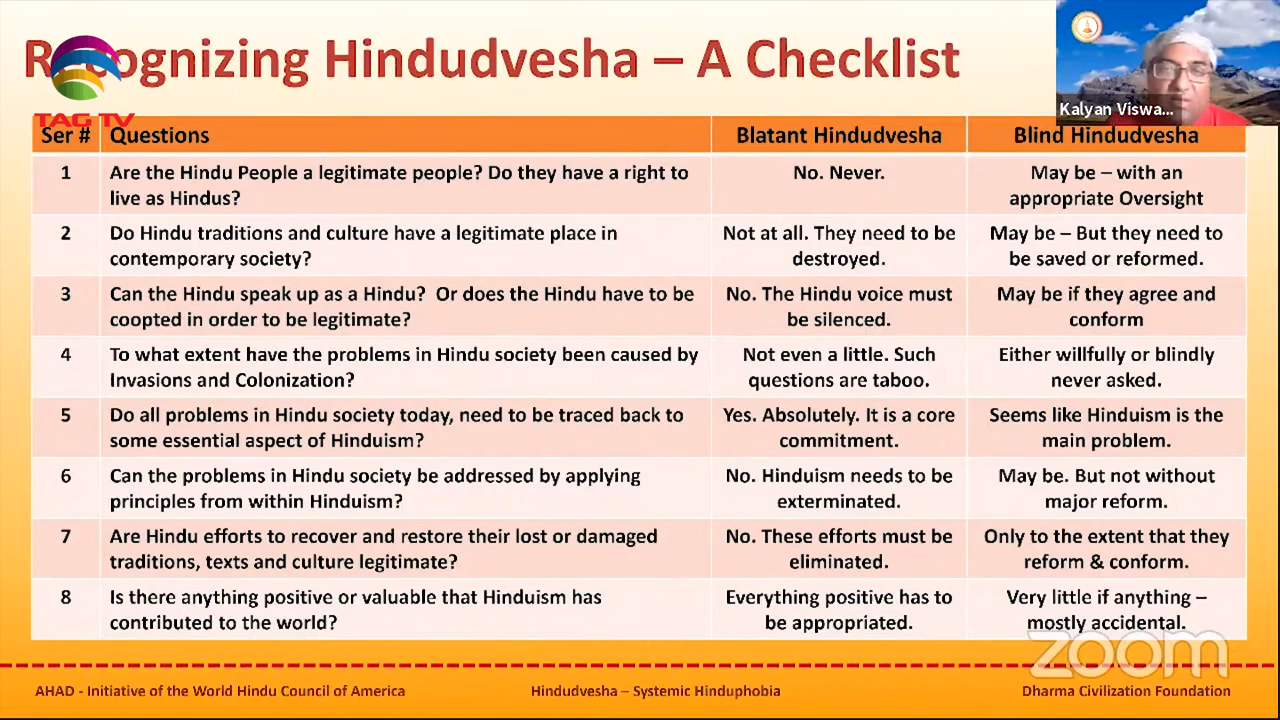 Recognizing Hindudvesha – A Checklist
TAG TV
Kalyan Viswa...
Ser # Questions Blatant Hindudvesha Blind Hindudvesha
1 Are the Hindu People a legitimate people? Do they have a right to No. Never. May be – with an
live as Hindus? appropriate Oversight
2 Do Hindu traditions and culture have a legitimate place in Not at all. They need to be May be – But they need to
contemporary society? destroyed. be saved or reformed.
3 Can the Hindu speak up as a Hindu? Or does the Hindu have to be No. The Hindu voice must May be if they agree and
coopted in order to be legitimate? be silenced. conform
4 To what extent have the problems in Hindu society been caused by Not even a little. Such Either willfully or blindly
Invasions and Colonization? questions are taboo. never asked.
5 Do all problems in Hindu society today, need to be traced back to Yes. Absolutely. It is a core Seems like Hinduism is the
some essential aspect of Hinduism? commitment. main problem.
6 Can the problems in Hindu society be addressed by applying No. Hinduism needs to be May be. But not without
principles from within Hinduism? exterminated. major reform.
7 Are Hindu efforts to recover and restore their lost or damaged No. These efforts must be Only to the extent that they
traditions, texts and culture legitimate? eliminated. reform & conform.
8 Is there anything positive or valuable that Hinduism has Everything positive has to Very little if anything –
contributed to the world? be appropriated. mostly accidental.
zoom
AHAD - Initiative of the World Hindu Council of America Hindudvesha – Systemic Hinduphobia Dharma Civilization Foundation